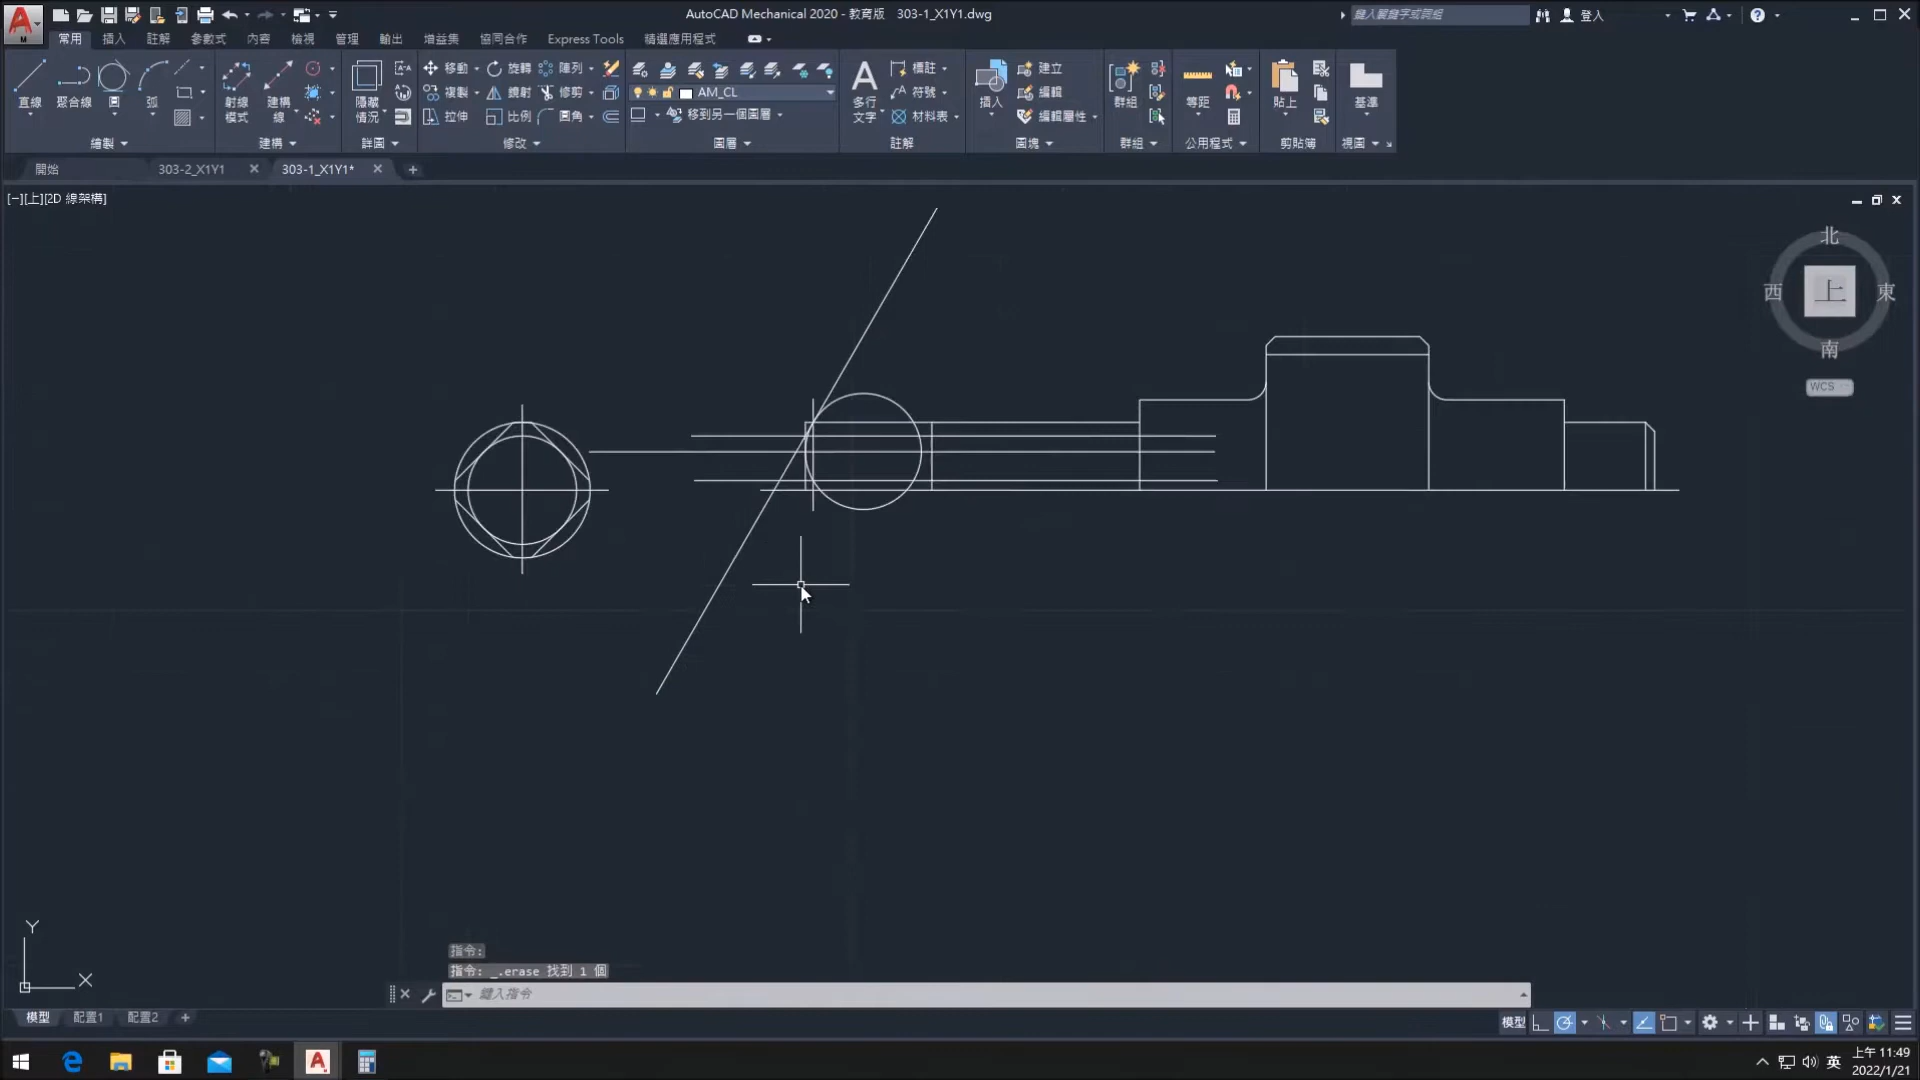 AutoCAD Mechanical 2020 - 教育版 303-1_X1Y1.dwg
鍵入關鍵字或詞組
登入
常用 插入 註解 參數式 內容 檢視 管理 輸出 增益集 協同合作 Express Tools 精選應用程式
直線 聚合線 圓 弧
射線模式 建構線
隱藏情況
移動 旋轉 陣列
複製 鏡射 修剪
拉伸 比例 圓角
AM_CL
移到另一個圖層
A 多行文字
標註
符號
材料表
插入
建立
編輯
編輯屬性
群組
等距
貼上
基準
繪製 建構 詳圖 修改 圖層 註解 圖塊 群組 公用程式 剪貼簿 視圖
開始 303-2_X1Y1 303-1_X1Y1*
[−][上][2D 線架構]
北
西 上 東
南
WCS
Y
X
指令:
指令: _.erase 找到 1 個
鍵入指令
模型 配置1 配置2
模型
英
上午 11:49
2022/1/21